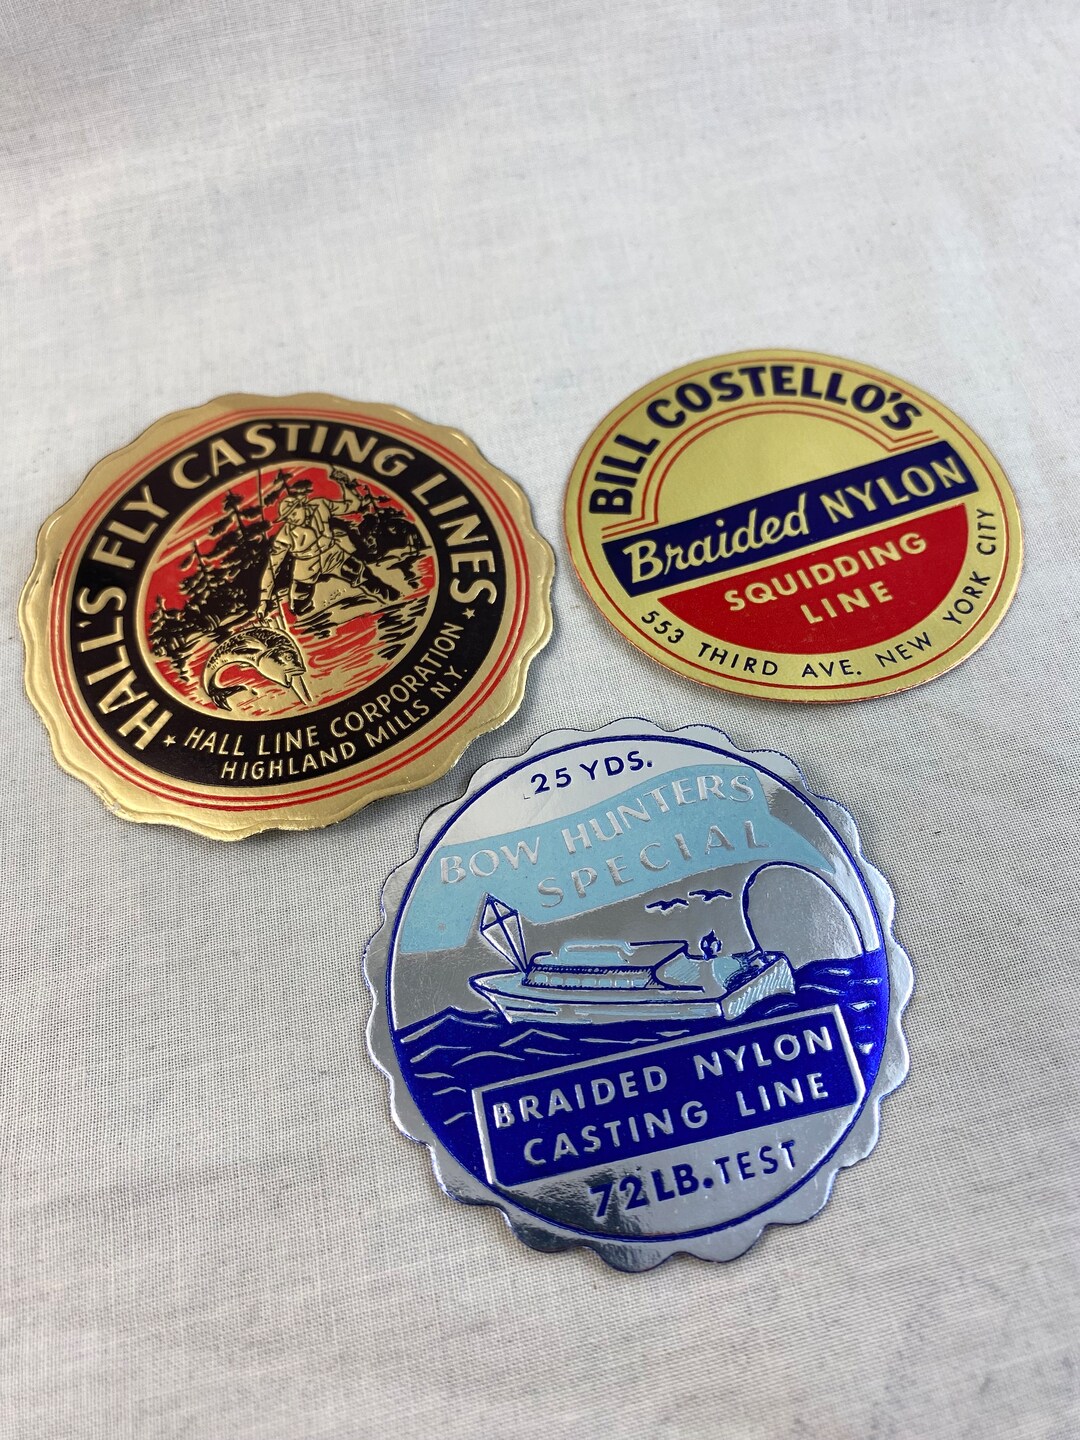 HALL'S FLY CASTING LINES
★ HALL LINE CORPORATION ★
HIGHLAND MILLS N.Y.
BILL COSTELLO'S
Braided NYLON
SQUIDDING
LINE
553 THIRD AVE. NEW YORK CITY
25 YDS.
BOW HUNTERS
SPECIAL
BRAIDED NYLON
CASTING LINE
72 LB. TEST